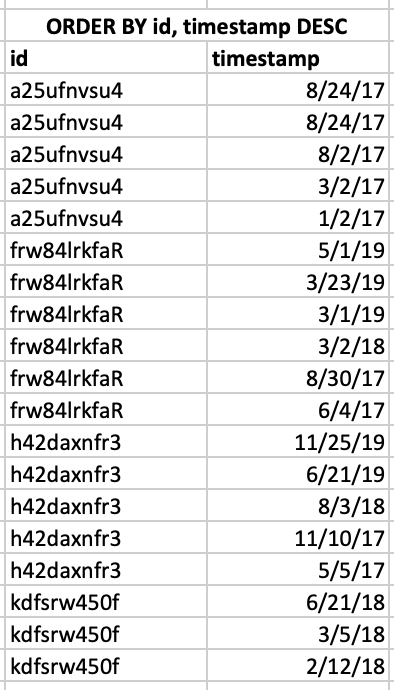 ORDER BY id, timestamp DESC
id timestamp
a25ufnvsu4 8/24/17
a25ufnvsu4 8/24/17
a25ufnvsu4 8/2/17
a25ufnvsu4 3/2/17
a25ufnvsu4 1/2/17
frw84lrkfaR 5/1/19
frw84lrkfaR 3/23/19
frw84lrkfaR 3/1/19
frw84lrkfaR 3/2/18
frw84lrkfaR 8/30/17
frw84lrkfaR 6/4/17
h42daxnfr3 11/25/19
h42daxnfr3 6/21/19
h42daxnfr3 8/3/18
h42daxnfr3 11/10/17
h42daxnfr3 5/5/17
kdfsrw450f 6/21/18
kdfsrw450f 3/5/18
kdfsrw450f 2/12/18